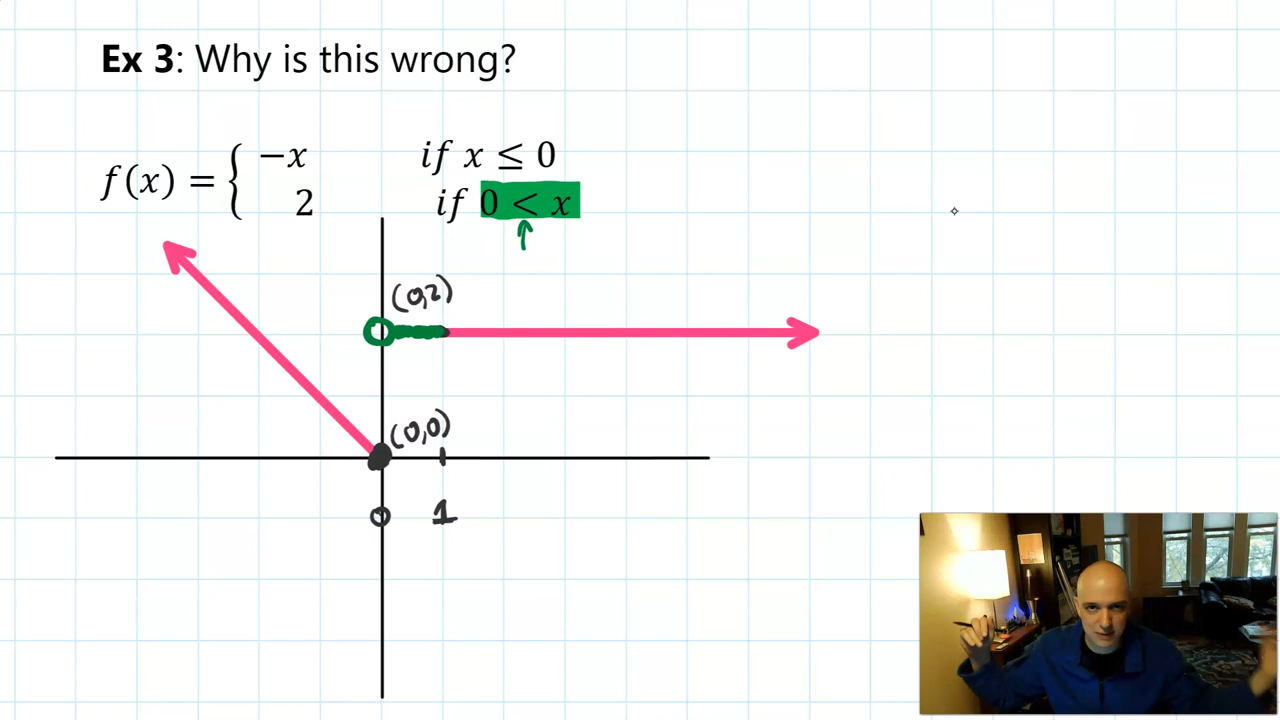 Ex 3: Why is this wrong?
f(x) = { −x if x ≤ 0
2 if 0 < x
(0,2)
(0,0)
0 1